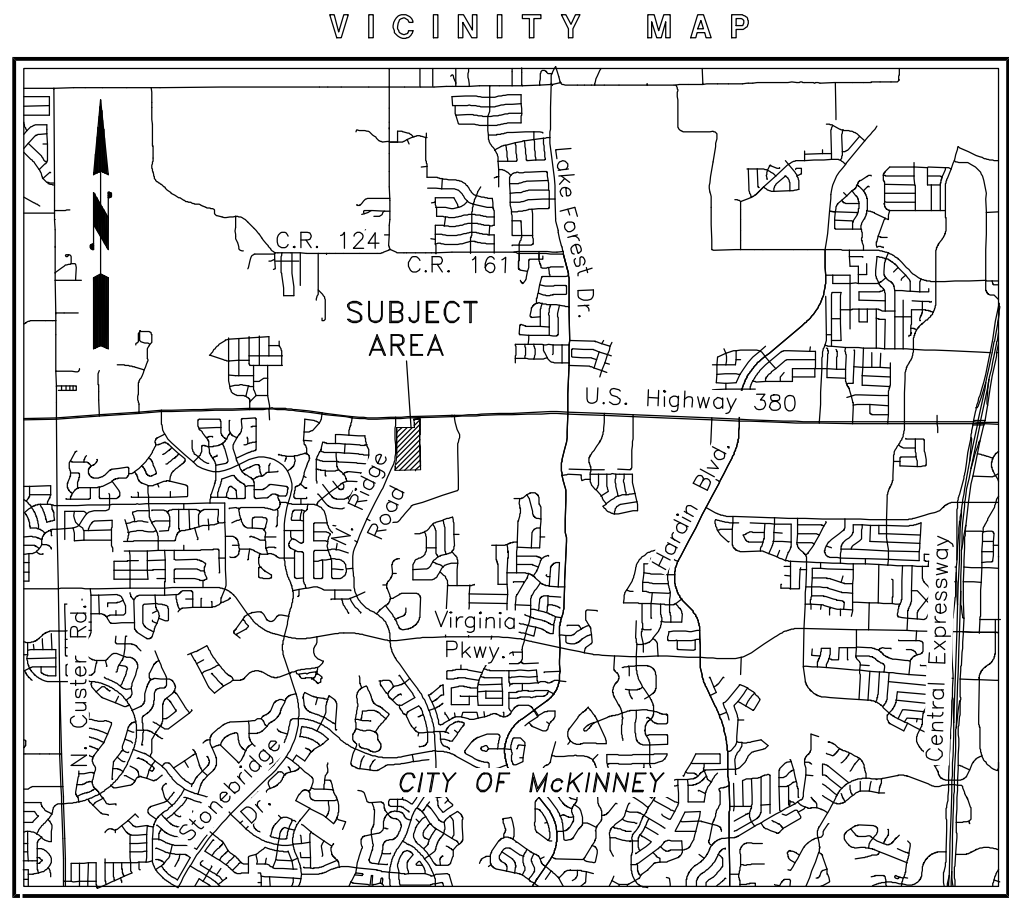 VICINITY MAP
N
Lake Forest Dr.
C.R. 124
C.R. 161
SUBJECT
AREA
U.S. Highway 380
N. Ridge
Road
Hardin Blvd.
Virginia
Pkwy.
N. Custer Rd.
Central Expressway
Stonebridge
Dr.
CITY OF McKINNEY